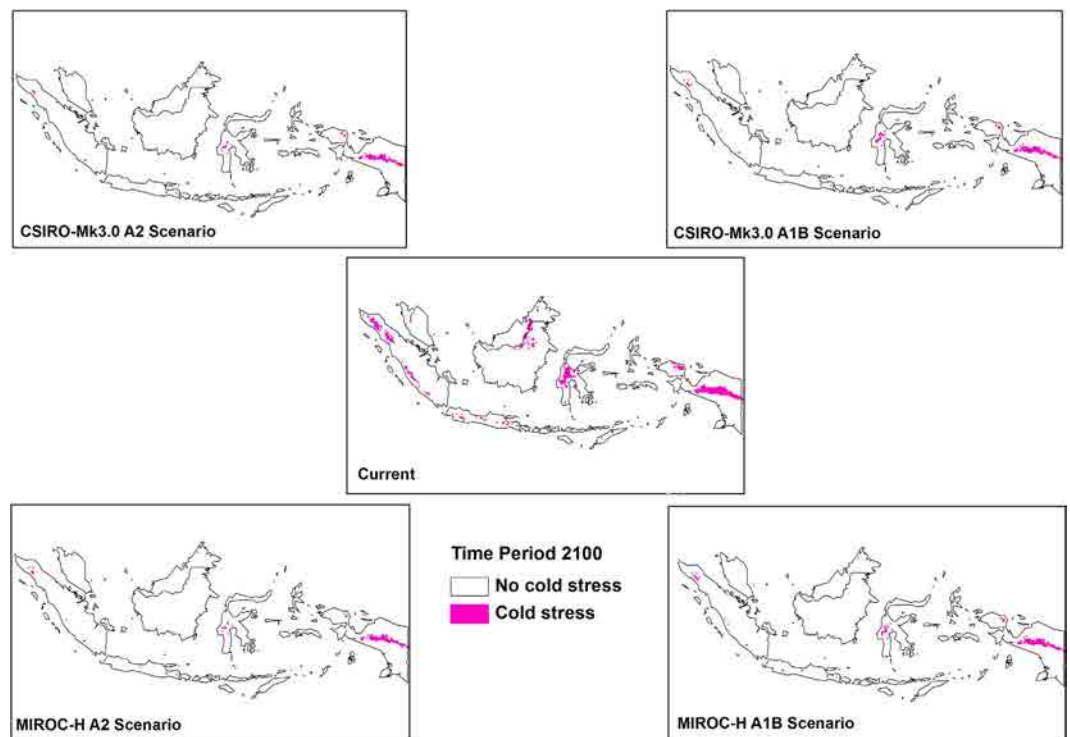 CSIRO-Mk3.0 A2 Scenario
CSIRO-Mk3.0 A1B Scenario
Current
Time Period 2100
No cold stress
Cold stress
MIROC-H A2 Scenario
MIROC-H A1B Scenario